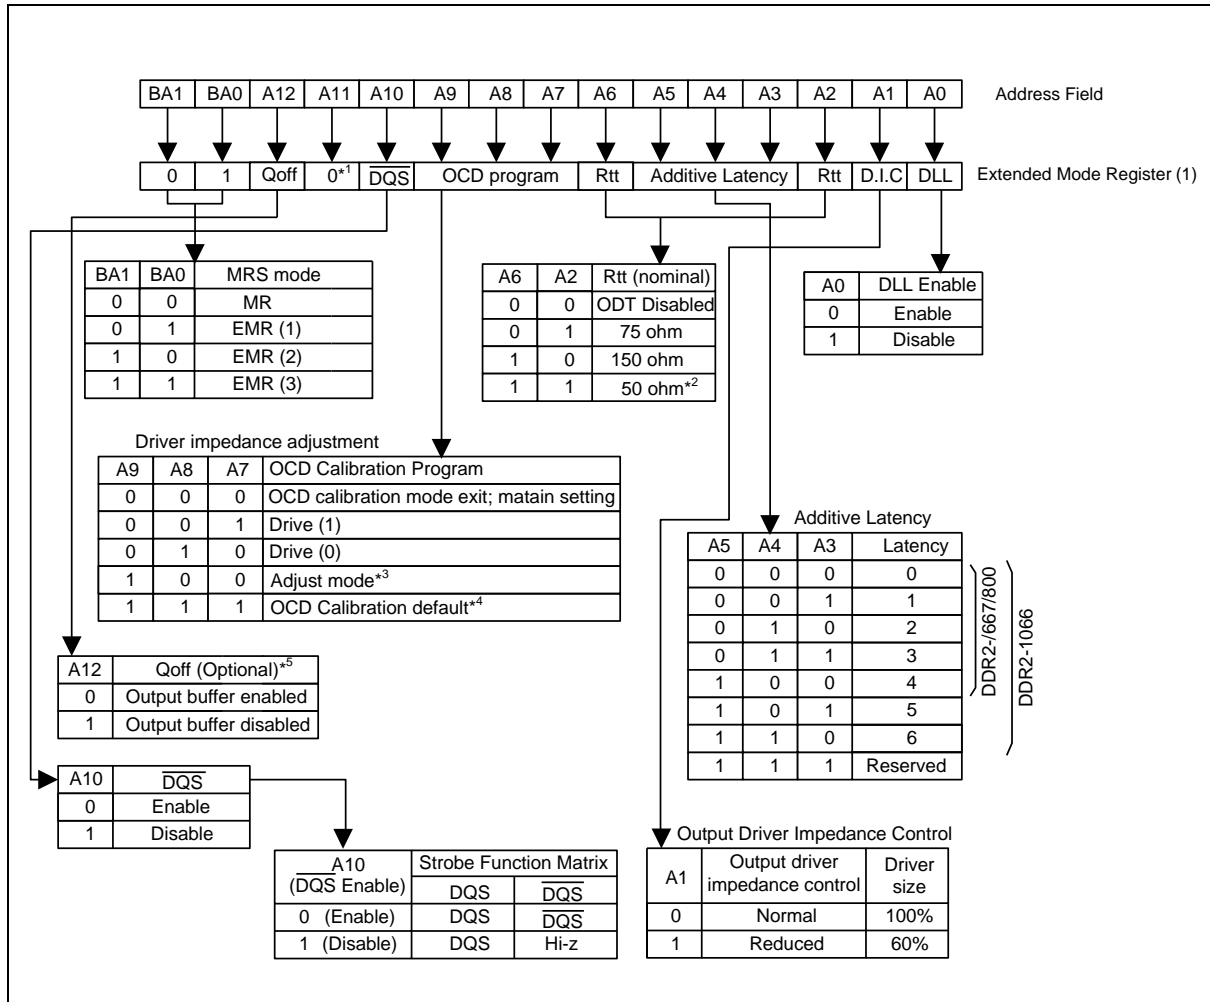 BA1 BA0 A12 A11 A10 A9 A8 A7 A6 A5 A4 A3 A2 A1 A0 Address Field
0 1 Qoff 0*1 D̅Q̅S̅ OCD program Rtt Additive Latency Rtt D.I.C DLL Extended Mode Register (1)
BA1 BA0 MRS mode
0 0 MR
0 1 EMR (1)
1 0 EMR (2)
1 1 EMR (3)
A6 A2 Rtt (nominal)
0 0 ODT Disabled
0 1 75 ohm
1 0 150 ohm
1 1 50 ohm*2
A0 DLL Enable
0 Enable
1 Disable
Driver impedance adjustment
A9 A8 A7 OCD Calibration Program
0 0 0 OCD calibration mode exit; matain setting
0 0 1 Drive (1)
0 1 0 Drive (0)
1 0 0 Adjust mode*3
1 1 1 OCD Calibration default*4
Additive Latency
A5 A4 A3 Latency
0 0 0 0
0 0 1 1
0 1 0 2
0 1 1 3
1 0 0 4
1 0 1 5
1 1 0 6
1 1 1 Reserved
DDR2-/667/800
DDR2-1066
A12 Qoff (Optional)*5
0 Output buffer enabled
1 Output buffer disabled
A10 D̅Q̅S̅
0 Enable
1 Disable
A10 Strobe Function Matrix
(D̅Q̅S̅ Enable) DQS D̅Q̅S̅
0 (Enable) DQS D̅Q̅S̅
1 (Disable) DQS Hi-z
Output Driver Impedance Control
A1 Output driver impedance control Driver size
0 Normal 100%
1 Reduced 60%